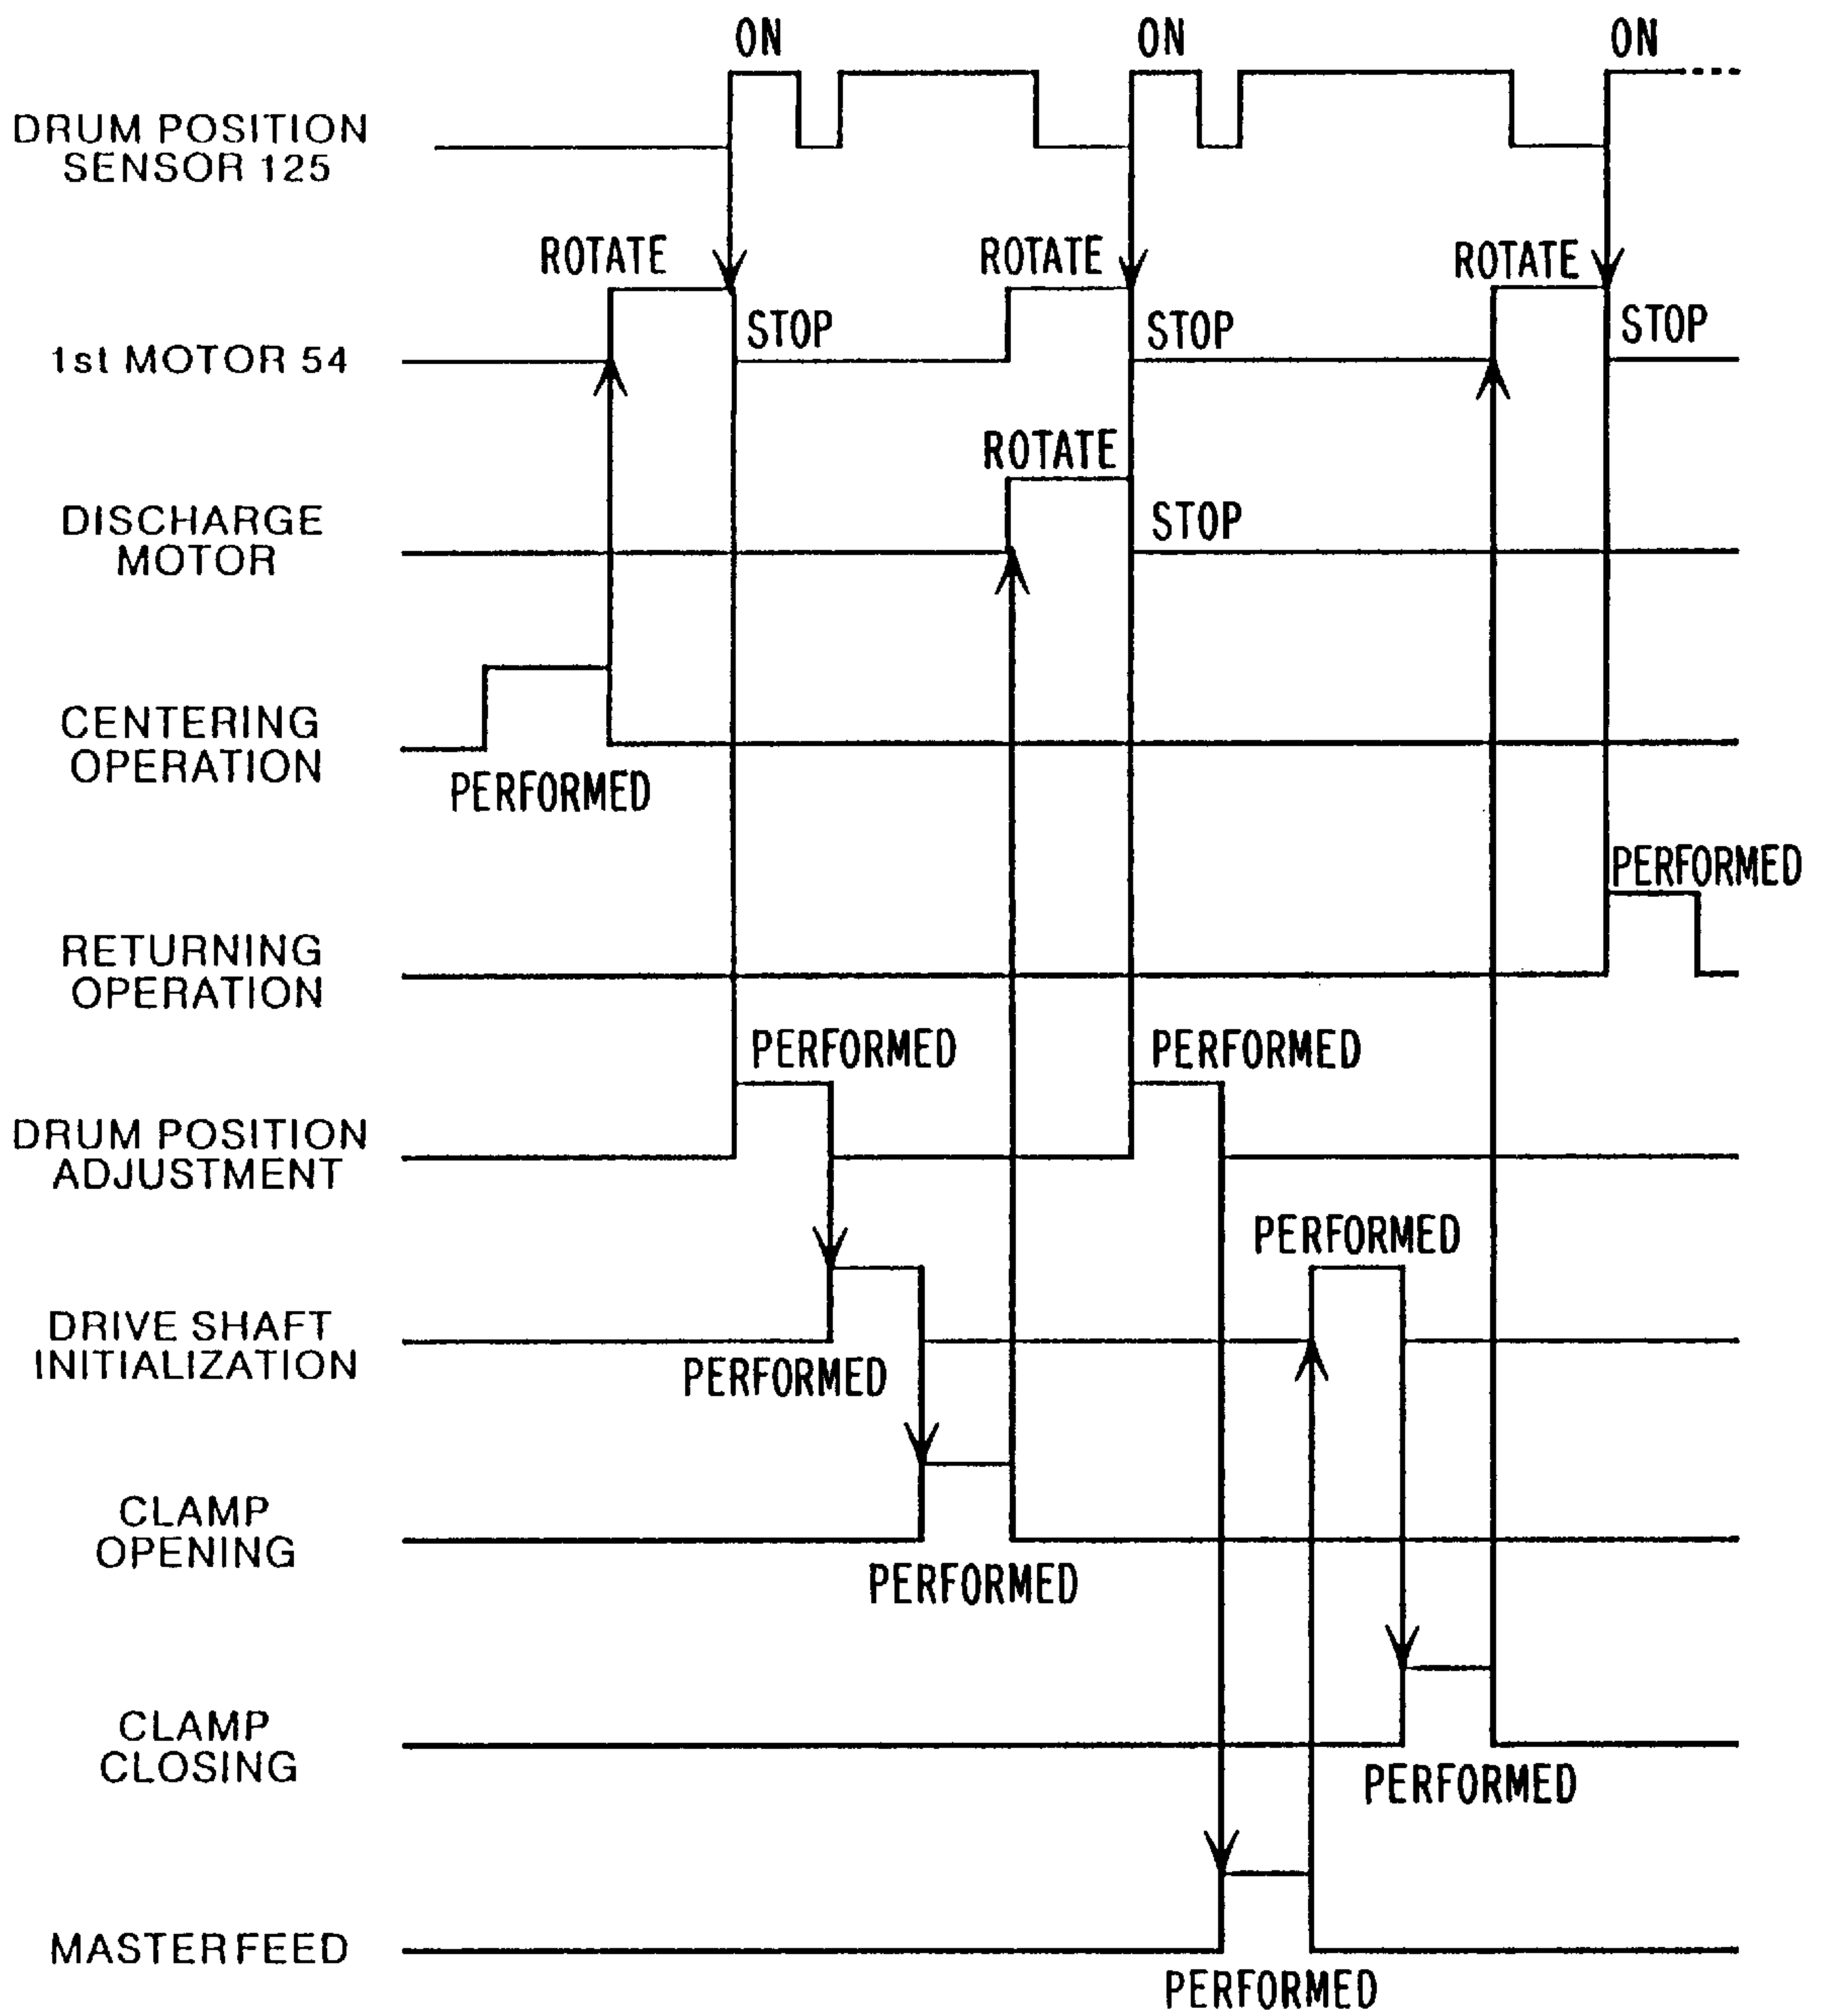 ON ON ON
DRUM POSITION
SENSOR 125
ROTATE ROTATE ROTATE
STOP STOP STOP
1st MOTOR 54
ROTATE
DISCHARGE
MOTOR
STOP
CENTERING
OPERATION
PERFORMED
PERFORMED
RETURNING
OPERATION
PERFORMED PERFORMED
DRUM POSITION
ADJUSTMENT
PERFORMED
DRIVE SHAFT
INITIALIZATION
PERFORMED
CLAMP
OPENING
PERFORMED
CLAMP
CLOSING
PERFORMED
MASTER FEED
PERFORMED